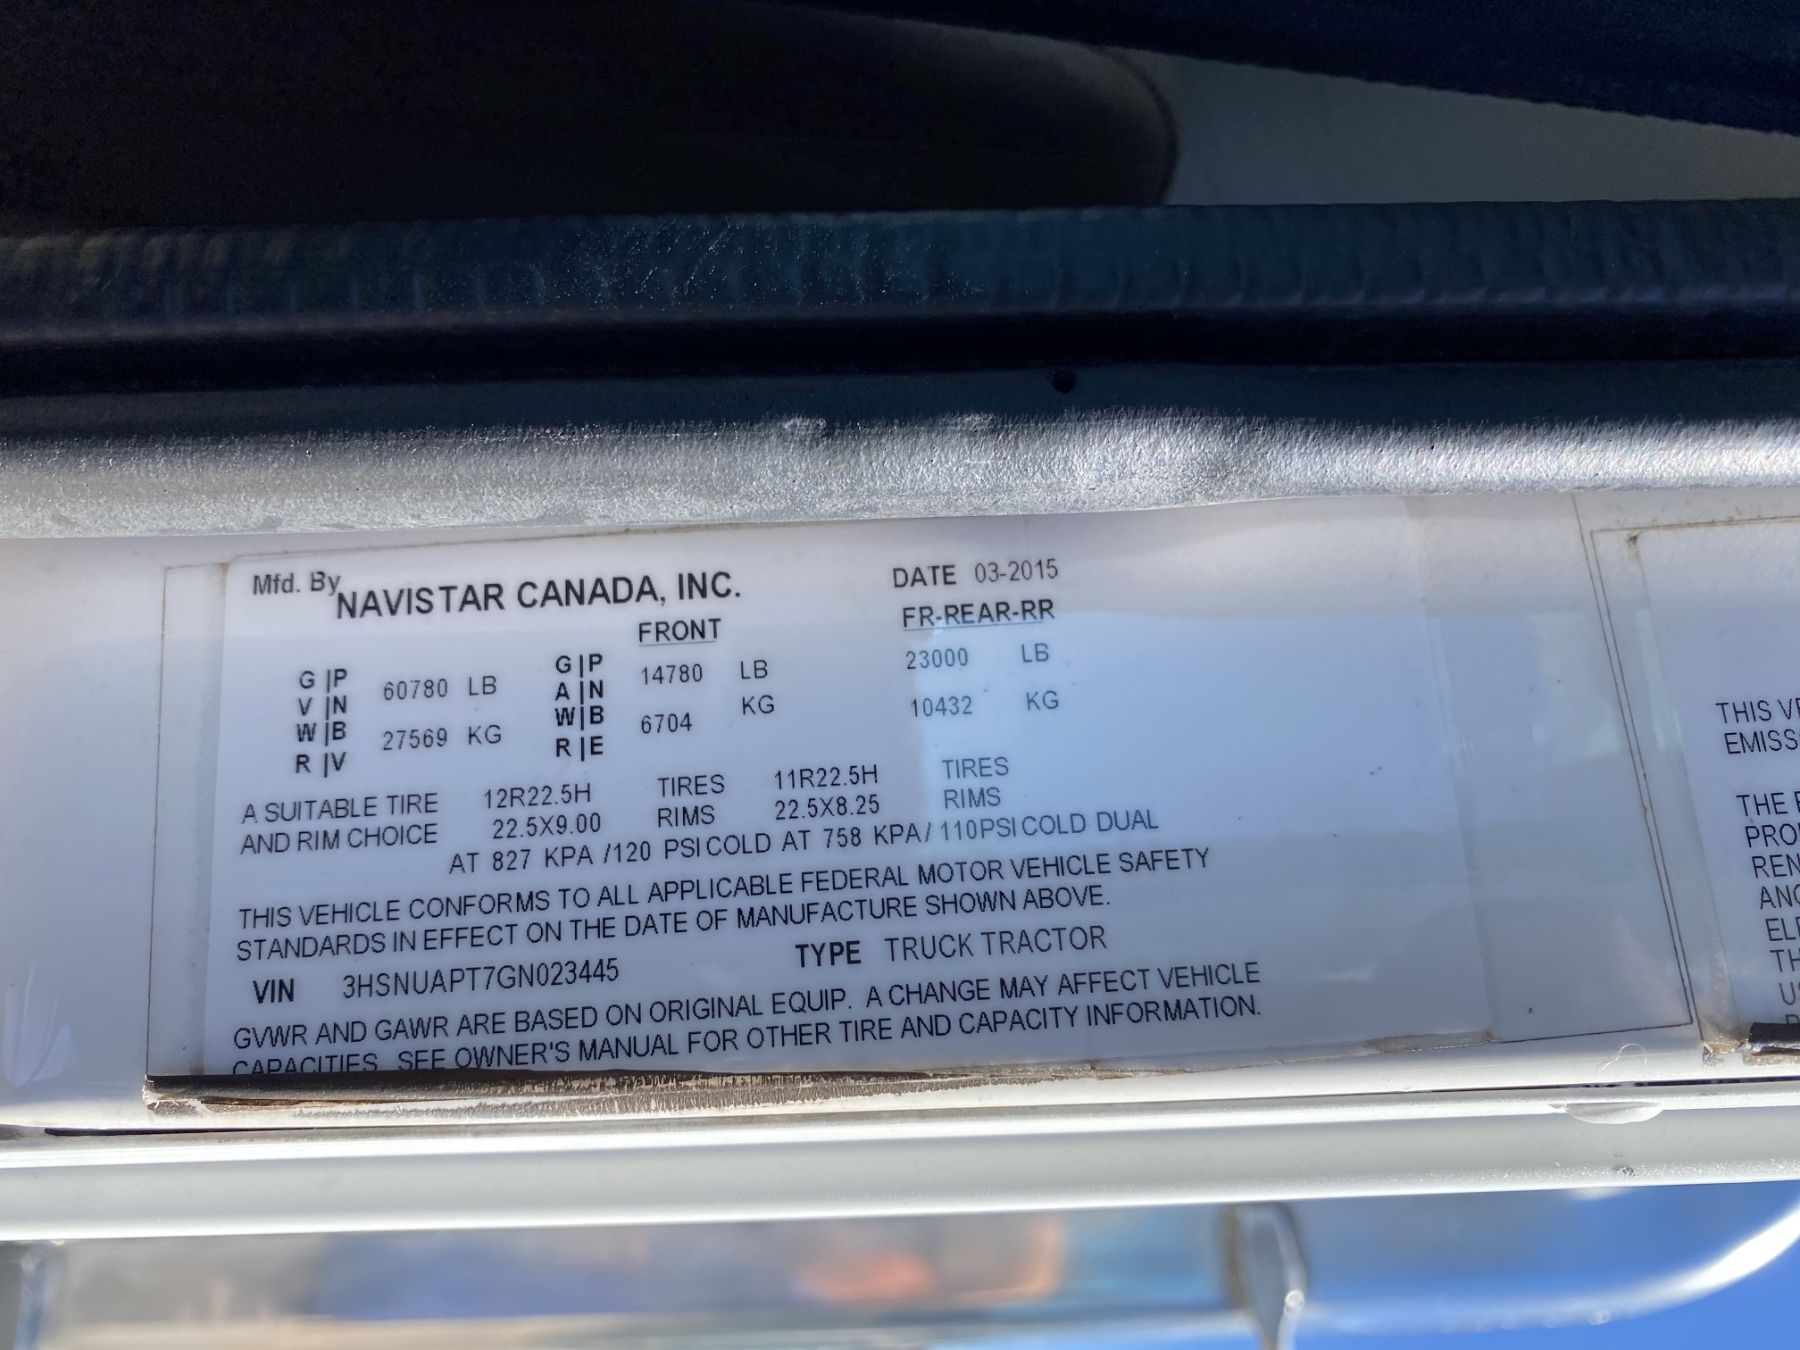 Mfd. By NAVISTAR CANADA, INC. DATE 03-2015
FRONT FR-REAR-RR
G|P 60780 LB G|P 14780 LB 23000 LB
V|N A|N
W|B 27569 KG W|B 6704 KG 10432 KG
R|V R|E
A SUITABLE TIRE 12R22.5H TIRES 11R22.5H TIRES
AND RIM CHOICE 22.5X9.00 RIMS 22.5X8.25 RIMS
AT 827 KPA /120 PSI COLD AT 758 KPA/ 110PSI COLD DUAL
THIS VEHICLE CONFORMS TO ALL APPLICABLE FEDERAL MOTOR VEHICLE SAFETY
STANDARDS IN EFFECT ON THE DATE OF MANUFACTURE SHOWN ABOVE.
VIN 3HSNUAPT7GN023445 TYPE TRUCK TRACTOR
GVWR AND GAWR ARE BASED ON ORIGINAL EQUIP. A CHANGE MAY AFFECT VEHICLE
CAPACITIES. SEE OWNER'S MANUAL FOR OTHER TIRE AND CAPACITY INFORMATION.
THIS
THE